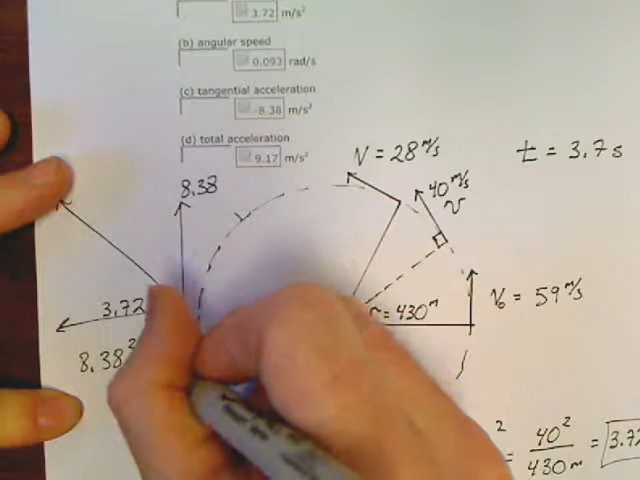 3.72 m/s²
(b) angular speed
0.093 rad/s
(c) tangential acceleration
-8.38 m/s²
(d) total acceleration
9.17 m/s²
V = 28 m/s
t = 3.7 s
8.38
40 m/s
v
3.72
r = 430 m
V₀ = 59 m/s
8.38²
² = 40² / 430 m = 3.72